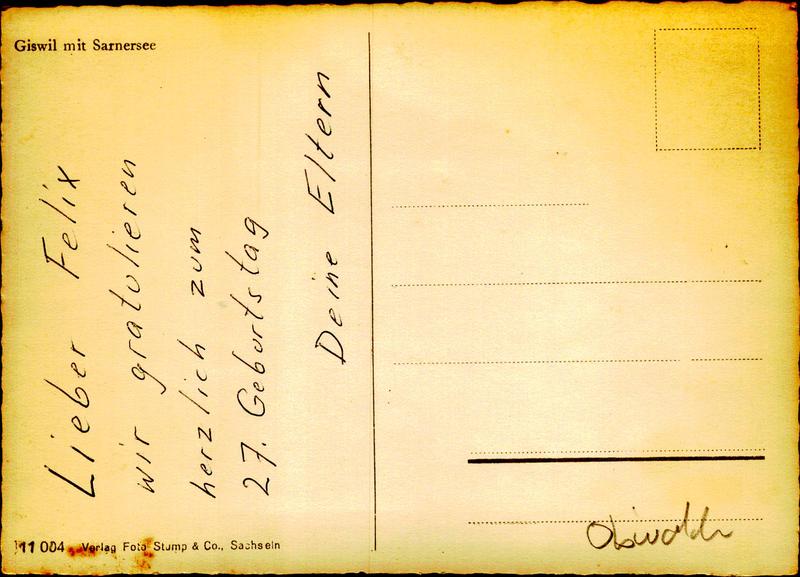 Giswil mit Sarnersee
Lieber Felix
wir gratulieren
herzlich zum
27. Geburtstag
Deine Eltern
11 004 Verlag Foto Stump & Co., Sachseln
Obwalden